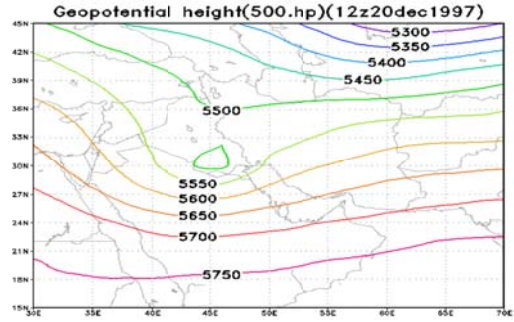 Geopotential height(500.hp)(12z20dec1997)
45N
5300
5350
42N
5400
5450
39N
5500
36N
33N
30N
5550
27N
5600
24N
5650
5700
21N
5750
18N
15N
30E 35E 40E 45E 50E 55E 60E 65E 70E